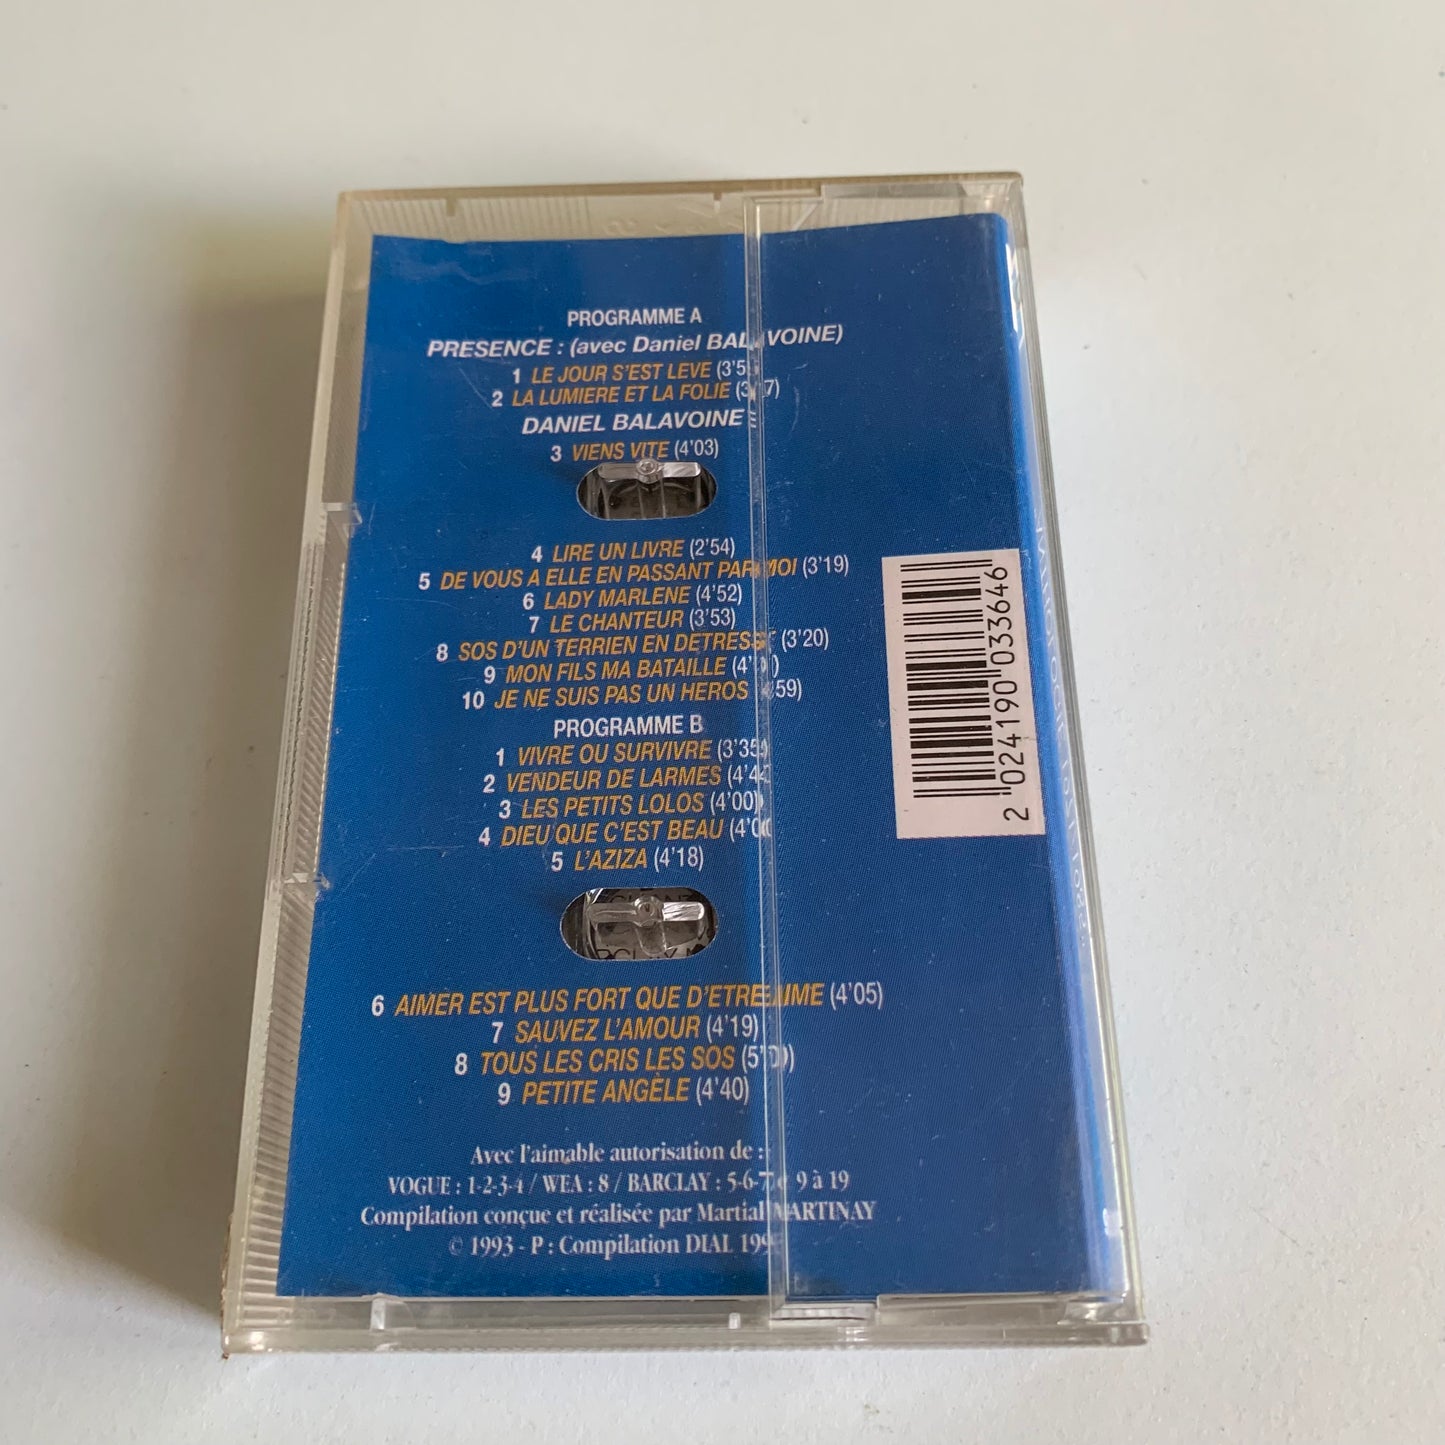 PROGRAMME A
PRESENCE : (avec Daniel BALAVOINE)
1 LE JOUR S'EST LEVE
2 LA LUMIERE ET LA FOLIE
DANIEL BALAVOINE
3 VIENS VITE (4'03)
4 LIRE UN LIVRE (2'54)
5 DE VOUS A ELLE EN PASSANT PAR MOI (3'19)
6 LADY MARLENE (4'52)
7 LE CHANTEUR (3'53)
8 SOS D'UN TERRIEN EN DETRESSE (3'20)
9 MON FILS MA BATAILLE
10 JE NE SUIS PAS UN HEROS
PROGRAMME B
1 VIVRE OU SURVIVRE
2 VENDEUR DE LARMES
3 LES PETITS LOLOS (4'00)
4 DIEU QUE C'EST BEAU
5 L'AZIZA (4'18)
6 AIMER EST PLUS FORT QUE D'ETRE AIME (4'05)
7 SAUVEZ L'AMOUR (4'19)
8 TOUS LES CRIS LES SOS
9 PETITE ANGÈLE (4'40)
Avec l'aimable autorisation de :
VOGUE : 1-2-3-4 / WEA : 8 / BARCLAY : 5-6-7 9 à 19
Compilation conçue et réalisée par Martial MARTINAY
© 1993 - P : Compilation DIAL
2 024190 033646